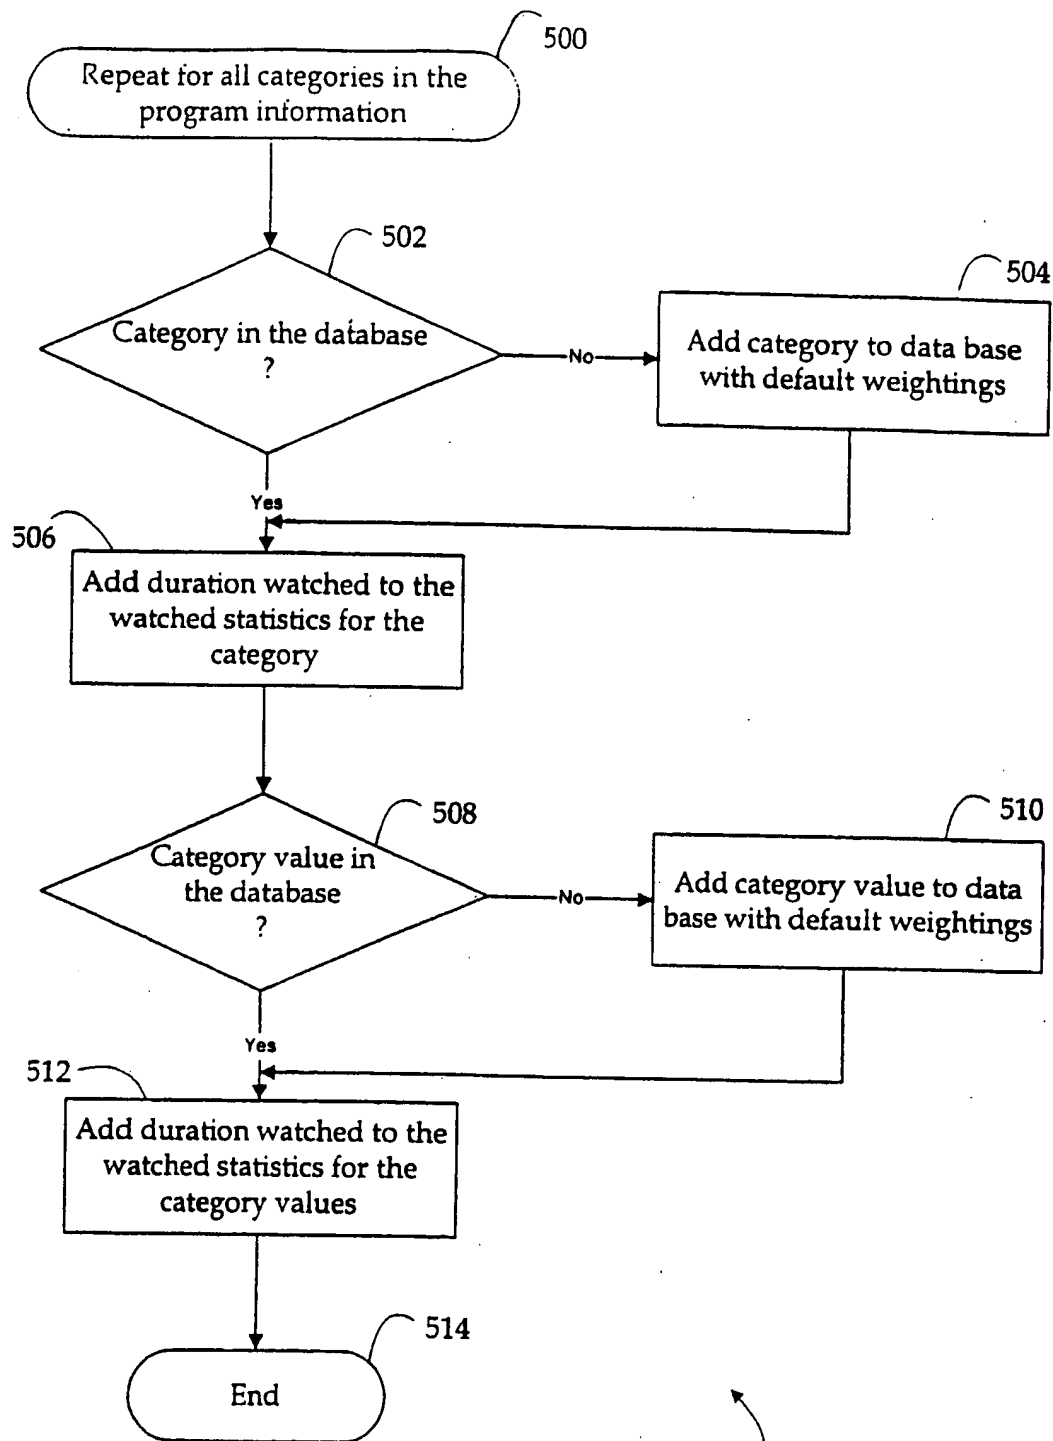 500
Repeat for all categories in the
program information
502
Category in the database
?
No
504
Add category to data base
with default weightings
Yes
506
Add duration watched to the
watched statistics for the
category
508
Category value in
the database
?
No
510
Add category value to data
base with default weightings
Yes
512
Add duration watched to the
watched statistics for the
category values
514
End